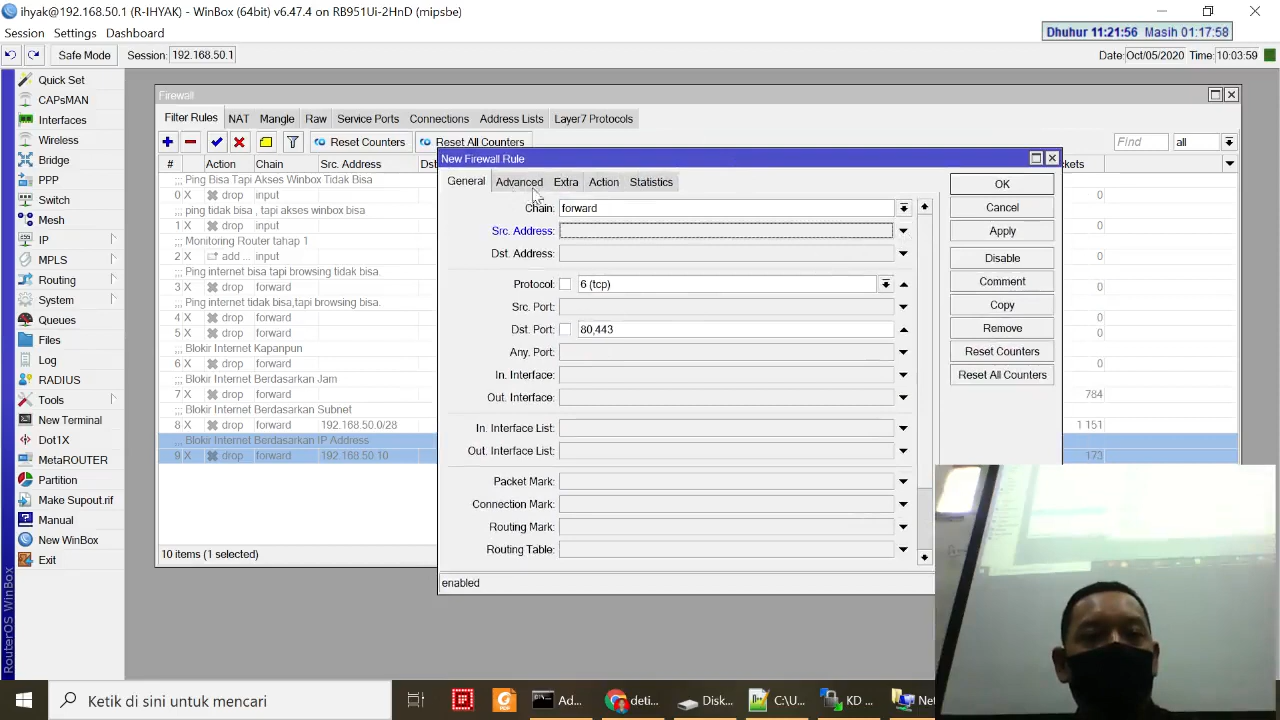 ihyak@192.168.50.1 (R-IHYAK) - WinBox (64bit) v6.47.4 on RB951Ui-2HnD (mipsbe)
Session Settings Dashboard
Dhuhur 11:21:56 Masih 01:17:58
Safe Mode Session: 192.168.50.1 Date: Oct/05/2020 Time: 10:03:59
Quick Set
CAPsMAN
Interfaces
Wireless
Bridge
PPP
Switch
Mesh
IP
MPLS
Routing
System
Queues
Files
Log
RADIUS
Tools
New Terminal
Dot1X
MetaROUTER
Partition
Make Supout.rif
Manual
New WinBox
Exit
RouterOS WinBox
Firewall
Filter Rules NAT Mangle Raw Service Ports Connections Address Lists Layer7 Protocols
Reset Counters Reset All Counters Find all
# Action Chain Src. Address Dst kets
;;; Ping Bisa Tapi Akses Winbox Tidak Bisa
0 X drop input 0
;;; ping tidak bisa , tapi akses winbox bisa
1 X drop input 0
;;; Monitoring Router tahap 1
2 X add ... input 0
;;; Ping internet bisa tapi browsing tidak bisa.
3 X drop forward 0
;;; Ping internet tidak bisa,tapi browsing bisa.
4 X drop forward 0
5 X drop forward 0
;;; Blokir Internet Kapanpun
6 X drop forward 0
;;; Blokir Internet Berdasarkan Jam
7 X drop forward 784
;;; Blokir Internet Berdasarkan Subnet
8 X drop forward 192.168.50.0/28 1 151
;;; Blokir Internet Berdasarkan IP Address
9 X drop forward 192.168.50.10 173
10 items (1 selected)
New Firewall Rule
General Advanced Extra Action Statistics
Chain: forward
Src. Address:
Dst. Address:
Protocol: 6 (tcp)
Src. Port:
Dst. Port: 80,443
Any. Port:
In. Interface:
Out. Interface:
In. Interface List:
Out. Interface List:
Packet Mark:
Connection Mark:
Routing Mark:
Routing Table:
enabled
OK
Cancel
Apply
Disable
Comment
Copy
Remove
Reset Counters
Reset All Counters
Ketik di sini untuk mencari Ad... deti... Disk... C:\U... KD ... Net